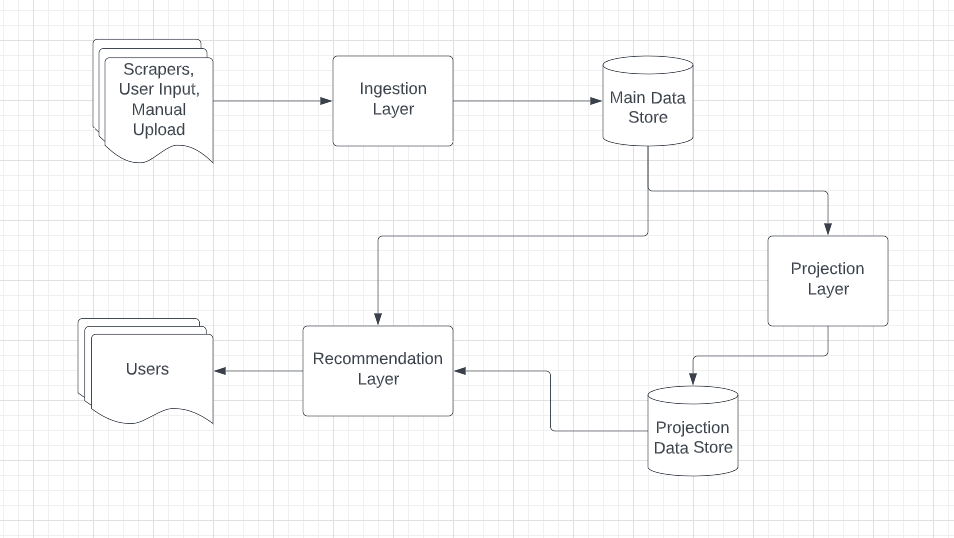 Scrapers,
User Input,
Manual
Upload
Ingestion
Layer
Main Data
Store
Projection
Layer
Users
Recommendation
Layer
Projection
Data Store